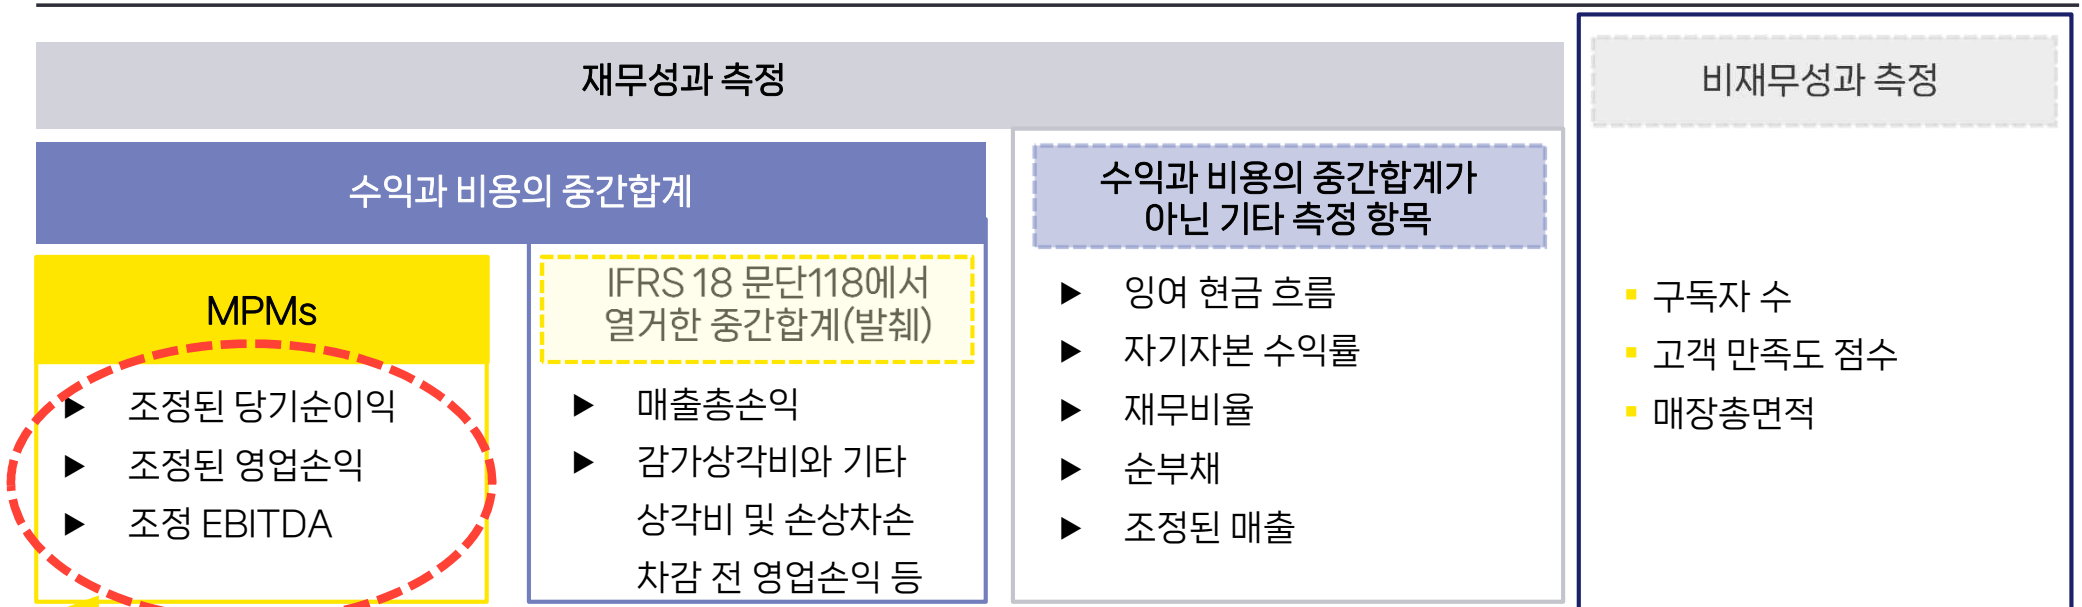 재무성과 측정
비재무성과 측정
수익과 비용의 중간합계
수익과 비용의 중간합계가
아닌 기타 측정 항목
MPMs
조정된 당기순이익
조정된 영업손익
조정 EBITDA
IFRS 18 문단118에서
열거한 중간합계(발췌)
매출총손익
감가상각비와 기타
상각비 및 손상차손
차감 전 영업손익 등
잉여 현금 흐름
자기자본 수익률
재무비율
순부채
조정된 매출
구독자 수
고객 만족도 점수
매장총면적